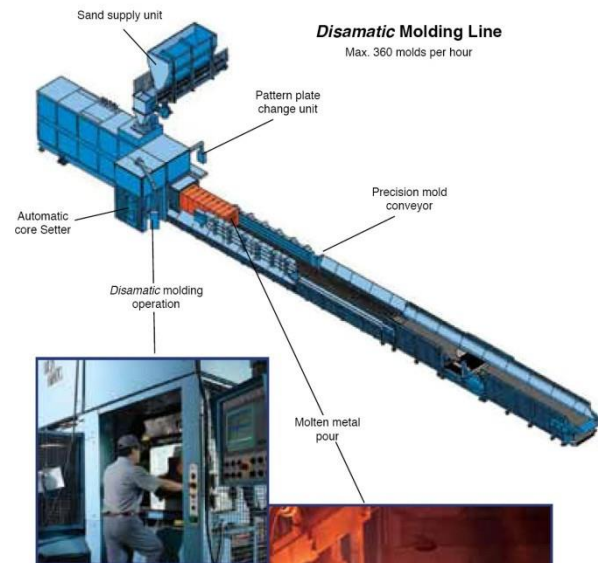 Sand supply unit
Disamatic Molding Line
Max. 360 molds per hour
Pattern plate
change unit
Precision mold
conveyor
Automatic
core Setter
Disamatic molding
operation
Molten metal
pour